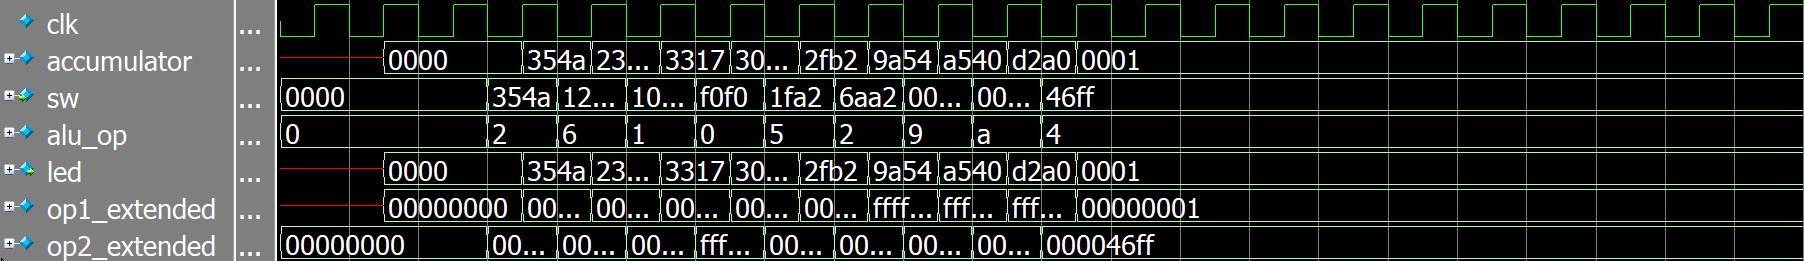 clk ...
accumulator ... 0000 354a 23... 3317 30... 2fb2 9a54 a540 d2a0 0001
sw ... 0000 354a 12... 10... f0f0 1fa2 6aa2 00... 00... 46ff
alu_op ... 0 2 6 1 0 5 2 9 a 4
led ... 0000 354a 23... 3317 30... 2fb2 9a54 a540 d2a0 0001
op1_extended ... 00000000 00... 00... 00... 00... 00... ffff... fff... fff... 00000001
op2_extended ... 00000000 00... 00... 00... fff... 00... 00... 00... 00... 000046ff